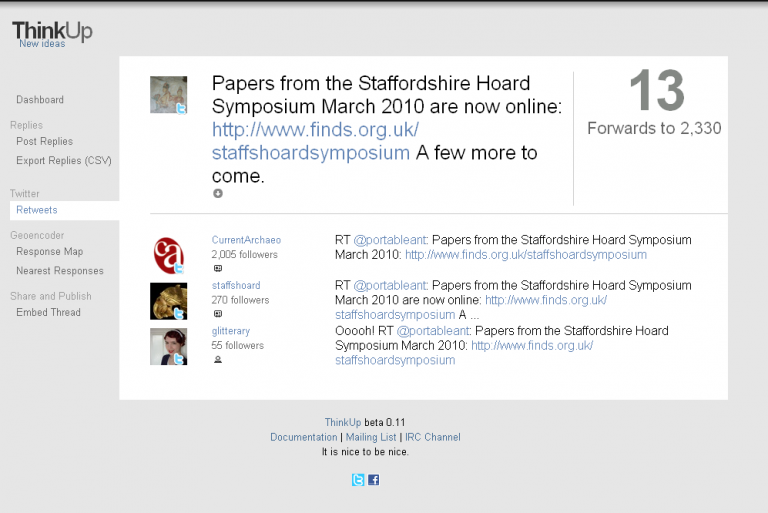 ThinkUp
New ideas
Dashboard
Replies
Post Replies
Export Replies (CSV)
Twitter
Retweets
Geoencoder
Response Map
Nearest Responses
Share and Publish
Embed Thread
Papers from the Staffordshire Hoard
Symposium March 2010 are now online:
http://www.finds.org.uk/
staffshoardsymposium A few more to
come.
13
Forwards to 2,330
CurrentArchaeo
2,005 followers
RT @portableant: Papers from the Staffordshire Hoard Symposium
March 2010: http://www.finds.org.uk/staffshoardsymposium
staffshoard
270 followers
RT @portableant: Papers from the Staffordshire Hoard Symposium
March 2010 are now online: http://www.finds.org.uk/
staffshoardsymposium A ...
glitterary
55 followers
Ooooh! RT @portableant: Papers from the Staffordshire Hoard
Symposium March 2010: http://www.finds.org.uk/
staffshoardsymposium
ThinkUp beta 0.11
Documentation | Mailing List | IRC Channel
It is nice to be nice.